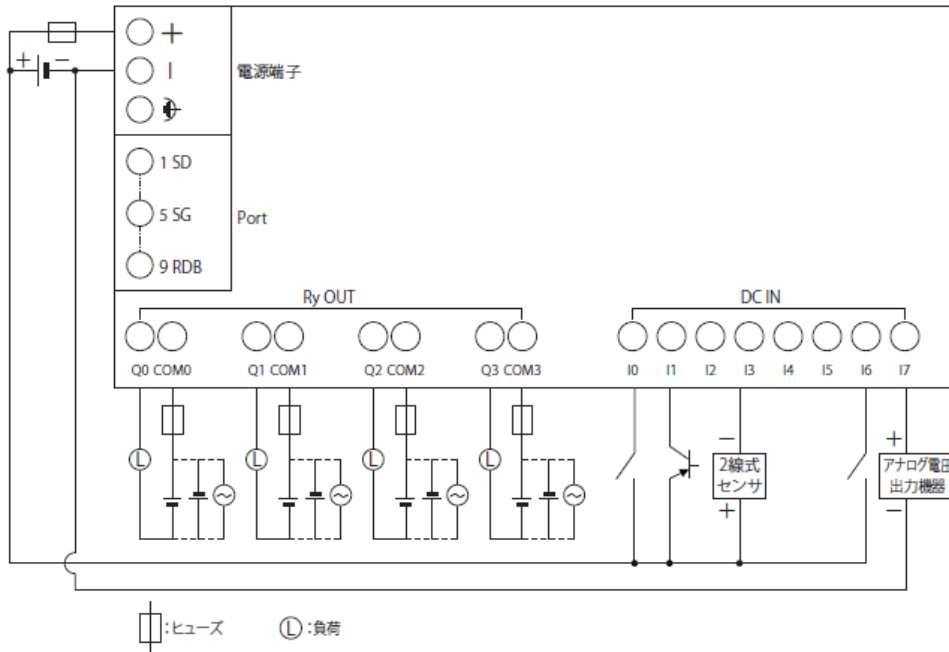 +
+ −
−
電源端子
1 SD
5 SG
Port
9 RDB
Ry OUT
DC IN
Q0 COM0 Q1 COM1 Q2 COM2 Q3 COM3 I0 I1 I2 I3 I4 I5 I6 I7
L L L L
−
2線式
センサ
+
+
アナログ電圧
出力機器
−
:ヒューズ
L :負荷